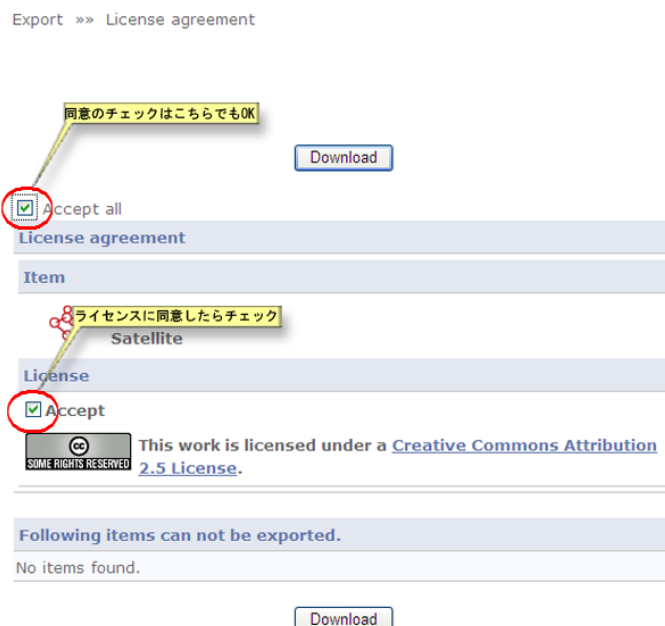 Export »» License agreement
同意のチェックはこちらでもOK
Download
Accept all
License agreement
Item
ライセンスに同意したらチェック
Satellite
License
Accept
cc
SOME RIGHTS RESERVED
This work is licensed under a Creative Commons Attribution
2.5 License.
Following items can not be exported.
No items found.
Download